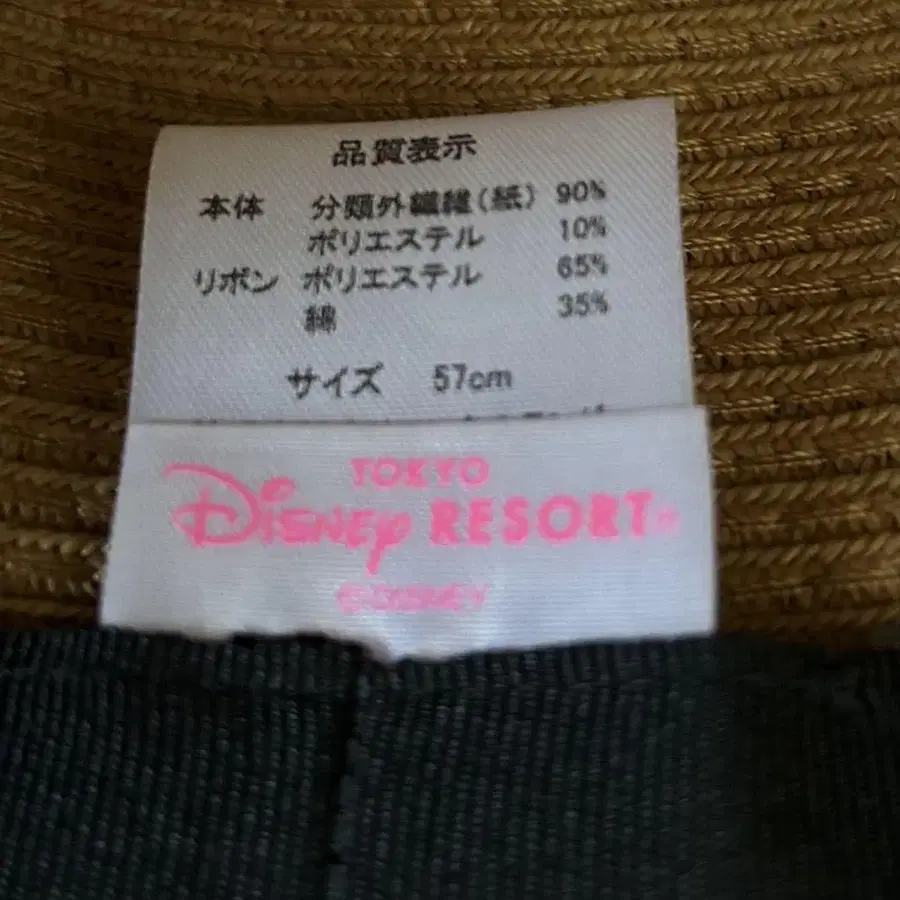 品質表示
本体 分類外繊維(紙) 90%
ポリエステル 10%
リボン ポリエステル 65%
綿 35%
サイズ 57cm
TOKYO
Disney RESORT®
©DISNEY